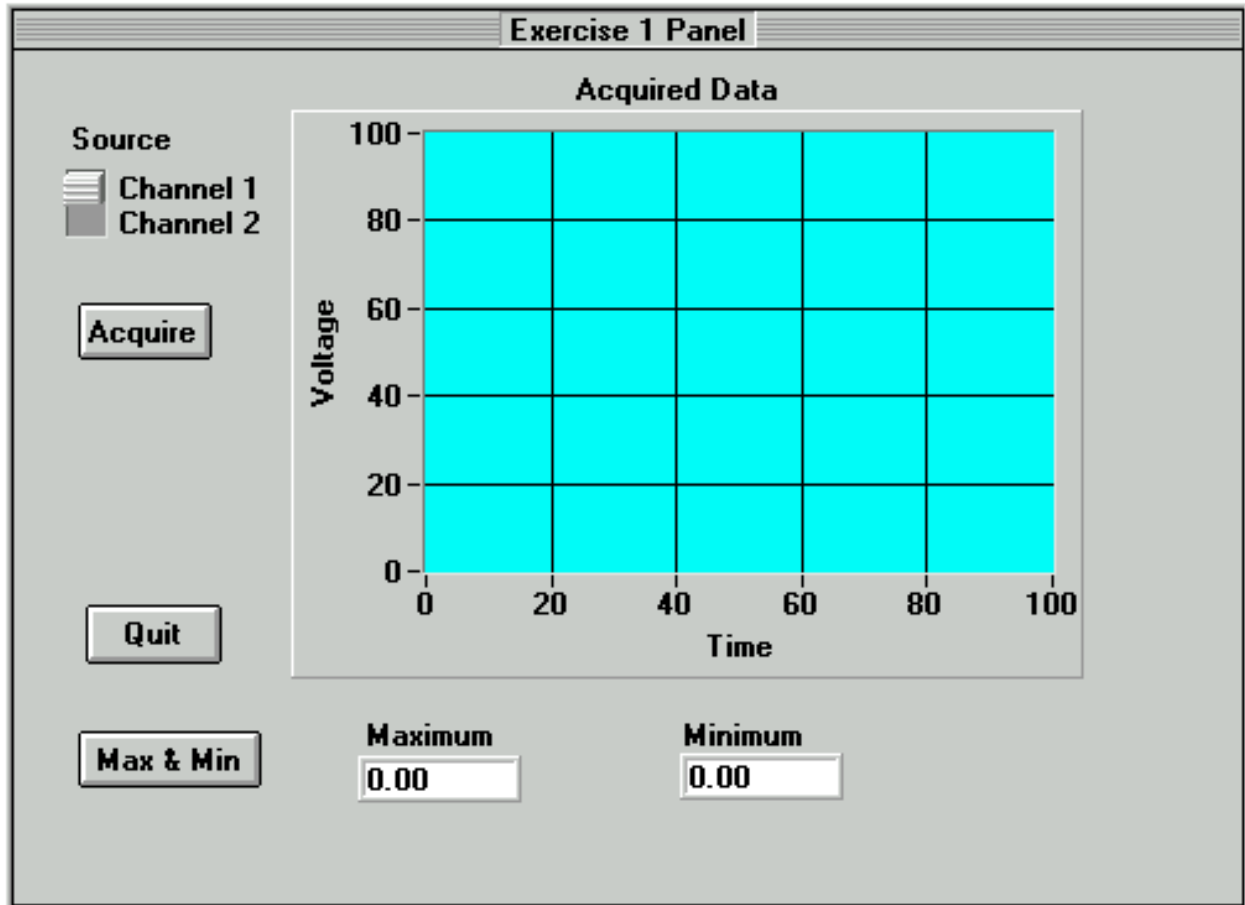 Exercise 1 Panel
Acquired Data
Source
Channel 1
Channel 2
Acquire
Quit
Max & Min
Voltage
100
80
60
40
20
0
0 20 40 60 80 100
Time
Maximum
0.00
Minimum
0.00